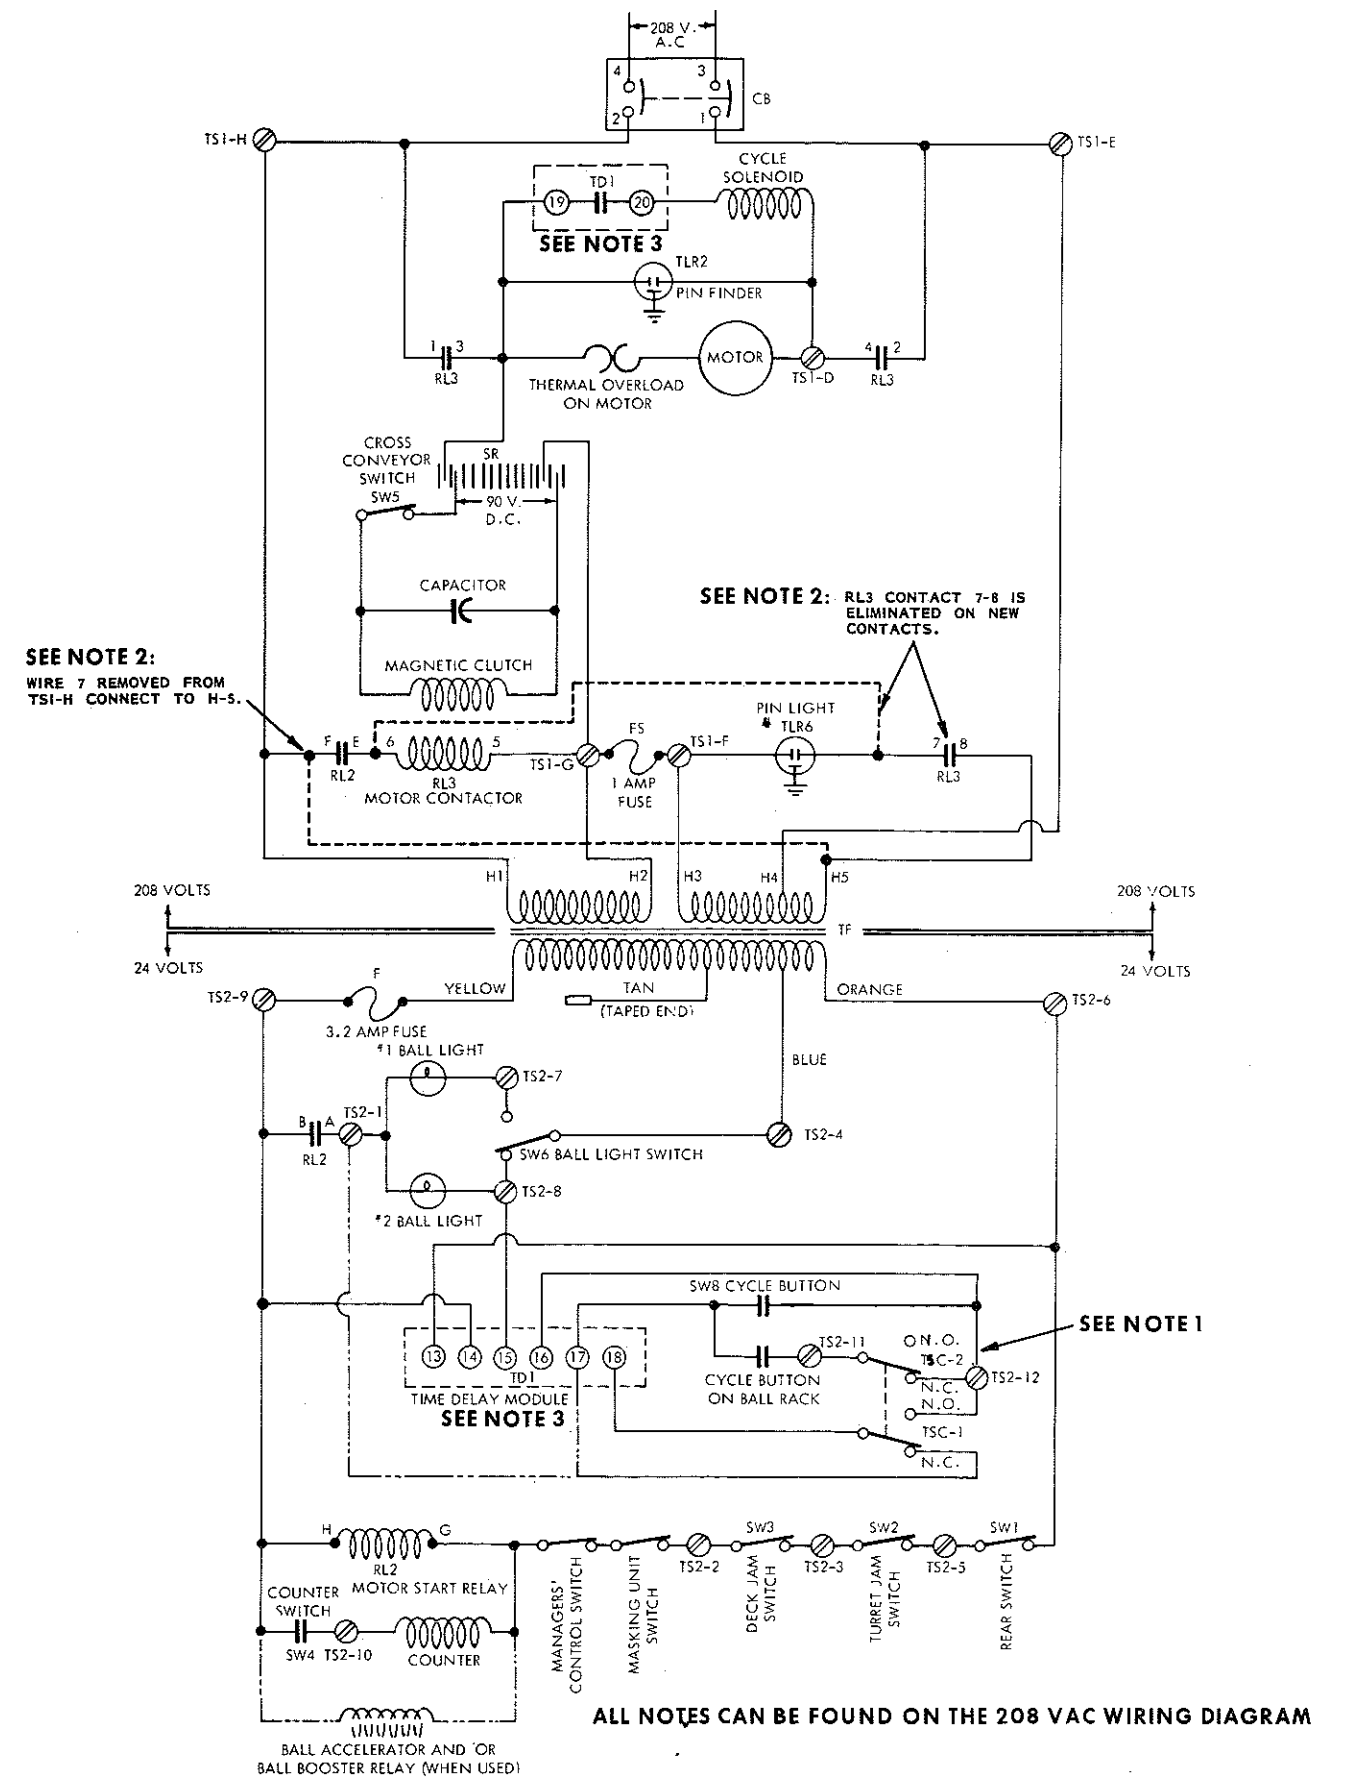 208 V.
A.C
4
3
CB
2
1
TS1-H
TS1-E
CYCLE
SOLENOID
TD1
19
20
SEE NOTE 3
TLR2
PIN FINDER
1
3
RL3
MOTOR
4
2
RL3
TS1-D
THERMAL OVERLOAD
ON MOTOR
CROSS
CONVEYOR
SWITCH
SW5
SR
90 V.
D.C.
CAPACITOR
MAGNETIC CLUTCH
SEE NOTE 2:
RL3 CONTACT 7-8 IS
ELIMINATED ON NEW
CONTACTS.
SEE NOTE 2:
WIRE 7 REMOVED FROM
TS1-H CONNECT TO H-5.
F
E
RL2
6
5
RL3
MOTOR CONTACTOR
TS1-G
FS
1 AMP
FUSE
TS1-F
PIN LIGHT
TLR6
7
8
RL3
H1
H2
H3
H4
H5
208 VOLTS
208 VOLTS
TF
24 VOLTS
24 VOLTS
TS2-9
F
3.2 AMP FUSE
YELLOW
TAN
(TAPED END)
ORANGE
TS2-6
#1 BALL LIGHT
TS2-7
BLUE
B
A
TS2-1
RL2
SW6 BALL LIGHT SWITCH
TS2-4
TS2-8
#2 BALL LIGHT
SW8 CYCLE BUTTON
SEE NOTE 1
13
14
15
16
17
18
TD1
TIME DELAY MODULE
SEE NOTE 3
CYCLE BUTTON
ON BALL RACK
TS2-11
N.O.
TSC-2
N.C.
TS2-12
N.O.
TSC-1
N.C.
H
G
RL2
MOTOR START RELAY
MANAGERS'
CONTROL SWITCH
MASKING UNIT
SWITCH
TS2-2
SW3
DECK JAM
SWITCH
TS2-3
SW2
TURRET JAM
SWITCH
TS2-5
SW1
REAR SWITCH
COUNTER
SWITCH
SW4
TS2-10
COUNTER
BALL ACCELERATOR AND OR
BALL BOOSTER RELAY (WHEN USED)
ALL NOTES CAN BE FOUND ON THE 208 VAC WIRING DIAGRAM